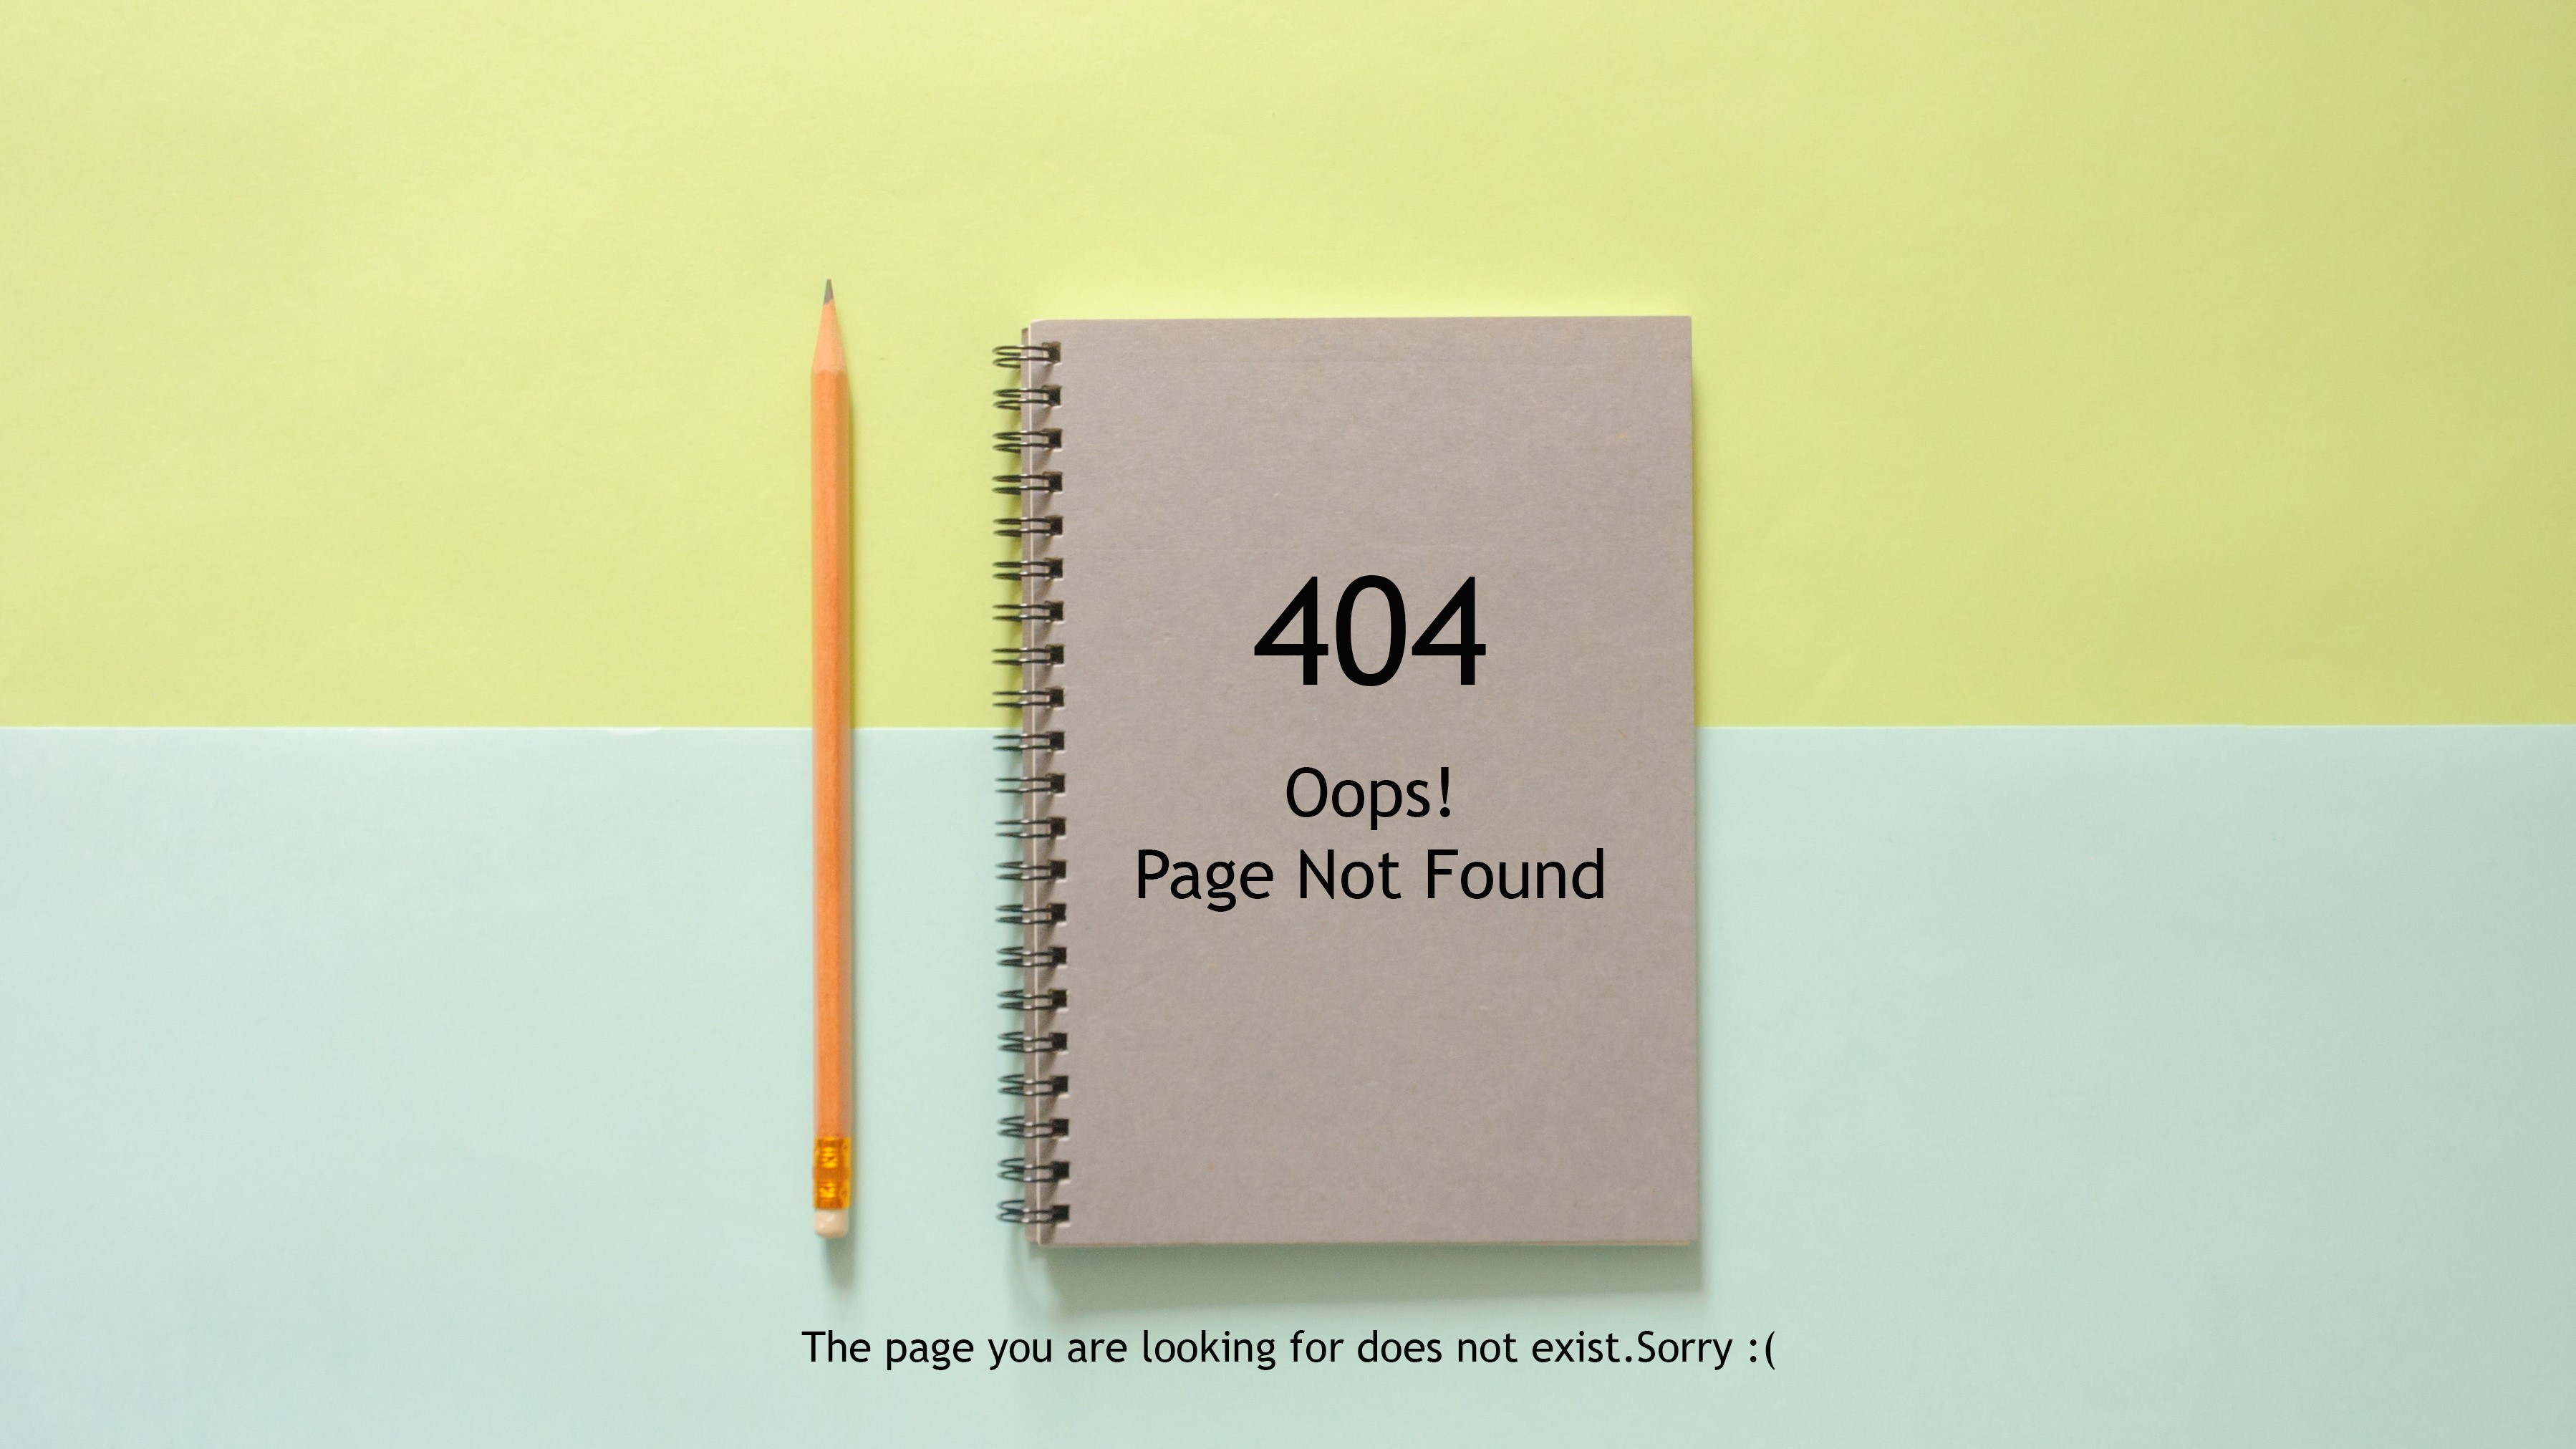 404
Oops!
Page Not Found
The page you are looking for does not exist.Sorry :(